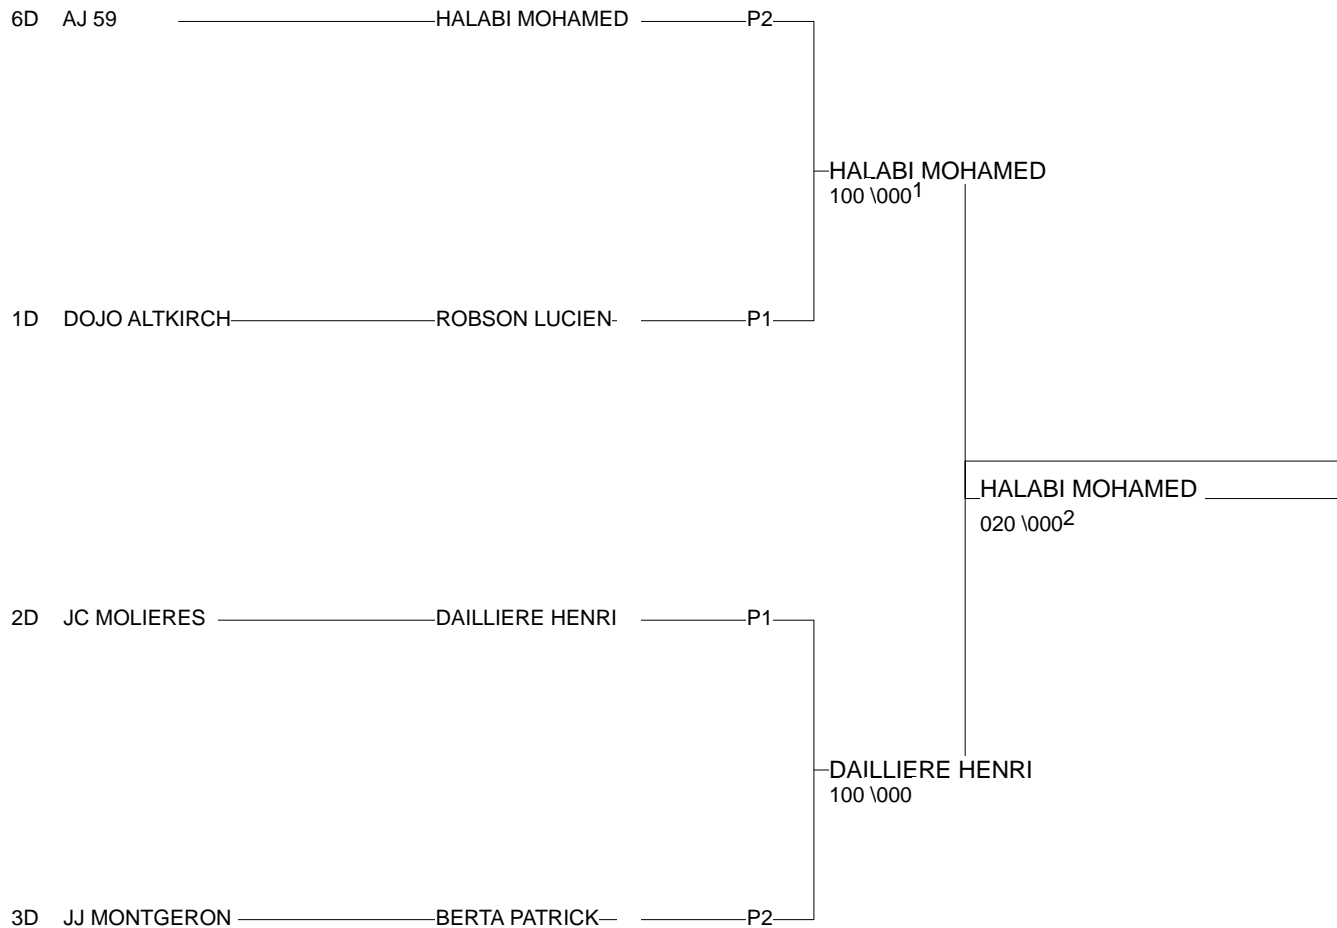 6D AJ 59 HALABI MOHAMED P2
HALABI MOHAMED
100 \000 1
1D DOJO ALTKIRCH ROBSON LUCIEN P1
HALABI MOHAMED
020 \000 2
2D JC MOLIERES DAILLIERE HENRI P1
DAILLIERE HENRI
100 \000
3D JJ MONTGERON BERTA PATRICK P2